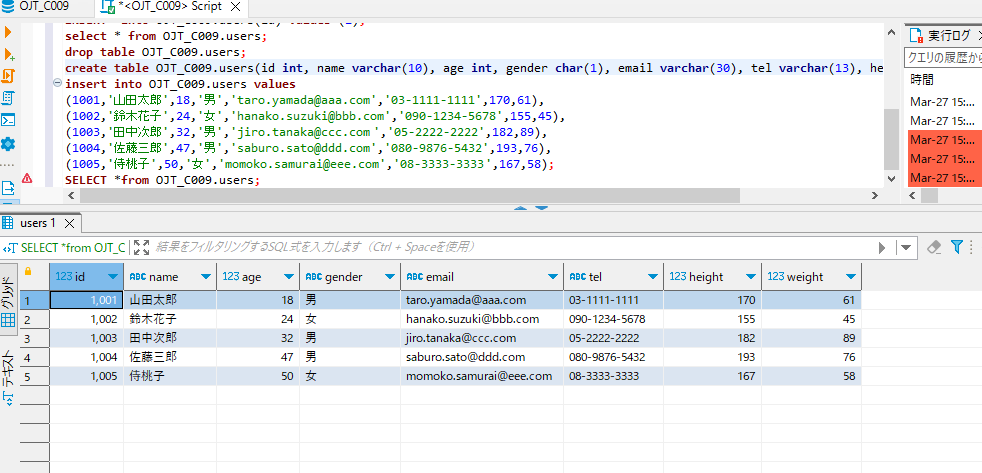 OJT_C009 *<OJT_C009> Script
select * from OJT_C009.users;
drop table OJT_C009.users;
create table OJT_C009.users(id int, name varchar(10), age int, gender char(1), email varchar(30), tel varchar(13), he
insert into OJT_C009.users values
(1001,'山田太郎',18,'男','taro.yamada@aaa.com','03-1111-1111',170,61),
(1002,'鈴木花子',24,'女','hanako.suzuki@bbb.com','090-1234-5678',155,45),
(1003,'田中次郎',32,'男','jiro.tanaka@ccc.com','05-2222-2222',182,89),
(1004,'佐藤三郎',47,'男','saburo.sato@ddd.com','080-9876-5432',193,76),
(1005,'侍桃子',50,'女','momoko.samurai@eee.com','08-3333-3333',167,58);
SELECT *from OJT_C009.users;
実行ログ
クエリの履歴から
時間
Mar-27 15:...
Mar-27 15:...
Mar-27 15:...
Mar-27 15:...
Mar-27 15:...
users 1
SELECT *from OJT_C 結果をフィルタリングするSQL式を入力します（Ctrl + Spaceを使用）
グリッド
テキスト
123 id ABC name 123 age ABC gender ABC email ABC tel 123 height 123 weight
1 1,001 山田太郎 18 男 taro.yamada@aaa.com 03-1111-1111 170 61
2 1,002 鈴木花子 24 女 hanako.suzuki@bbb.com 090-1234-5678 155 45
3 1,003 田中次郎 32 男 jiro.tanaka@ccc.com 05-2222-2222 182 89
4 1,004 佐藤三郎 47 男 saburo.sato@ddd.com 080-9876-5432 193 76
5 1,005 侍桃子 50 女 momoko.samurai@eee.com 08-3333-3333 167 58